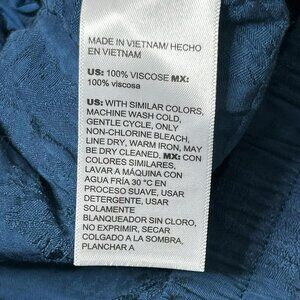 MADE IN VIETNAM/ HECHO
EN VIETNAM
US: 100% VISCOSE MX:
100% viscosa
US: WITH SIMILAR COLORS,
MACHINE WASH COLD,
GENTLE CYCLE, ONLY
NON-CHLORINE BLEACH,
LINE DRY, WARM IRON, MAY
BE DRY CLEANED. MX: CON
COLORES SIMILARES,
LAVAR A MÁQUINA CON
AGUA FRÍA 30 °C EN
PROCESO SUAVE, USAR
DETERGENTE, USAR
SOLAMENTE
BLANQUEADOR SIN CLORO,
NO EXPRIMIR, SECAR
COLGADO A LA SOMBRA,
PLANCHAR A